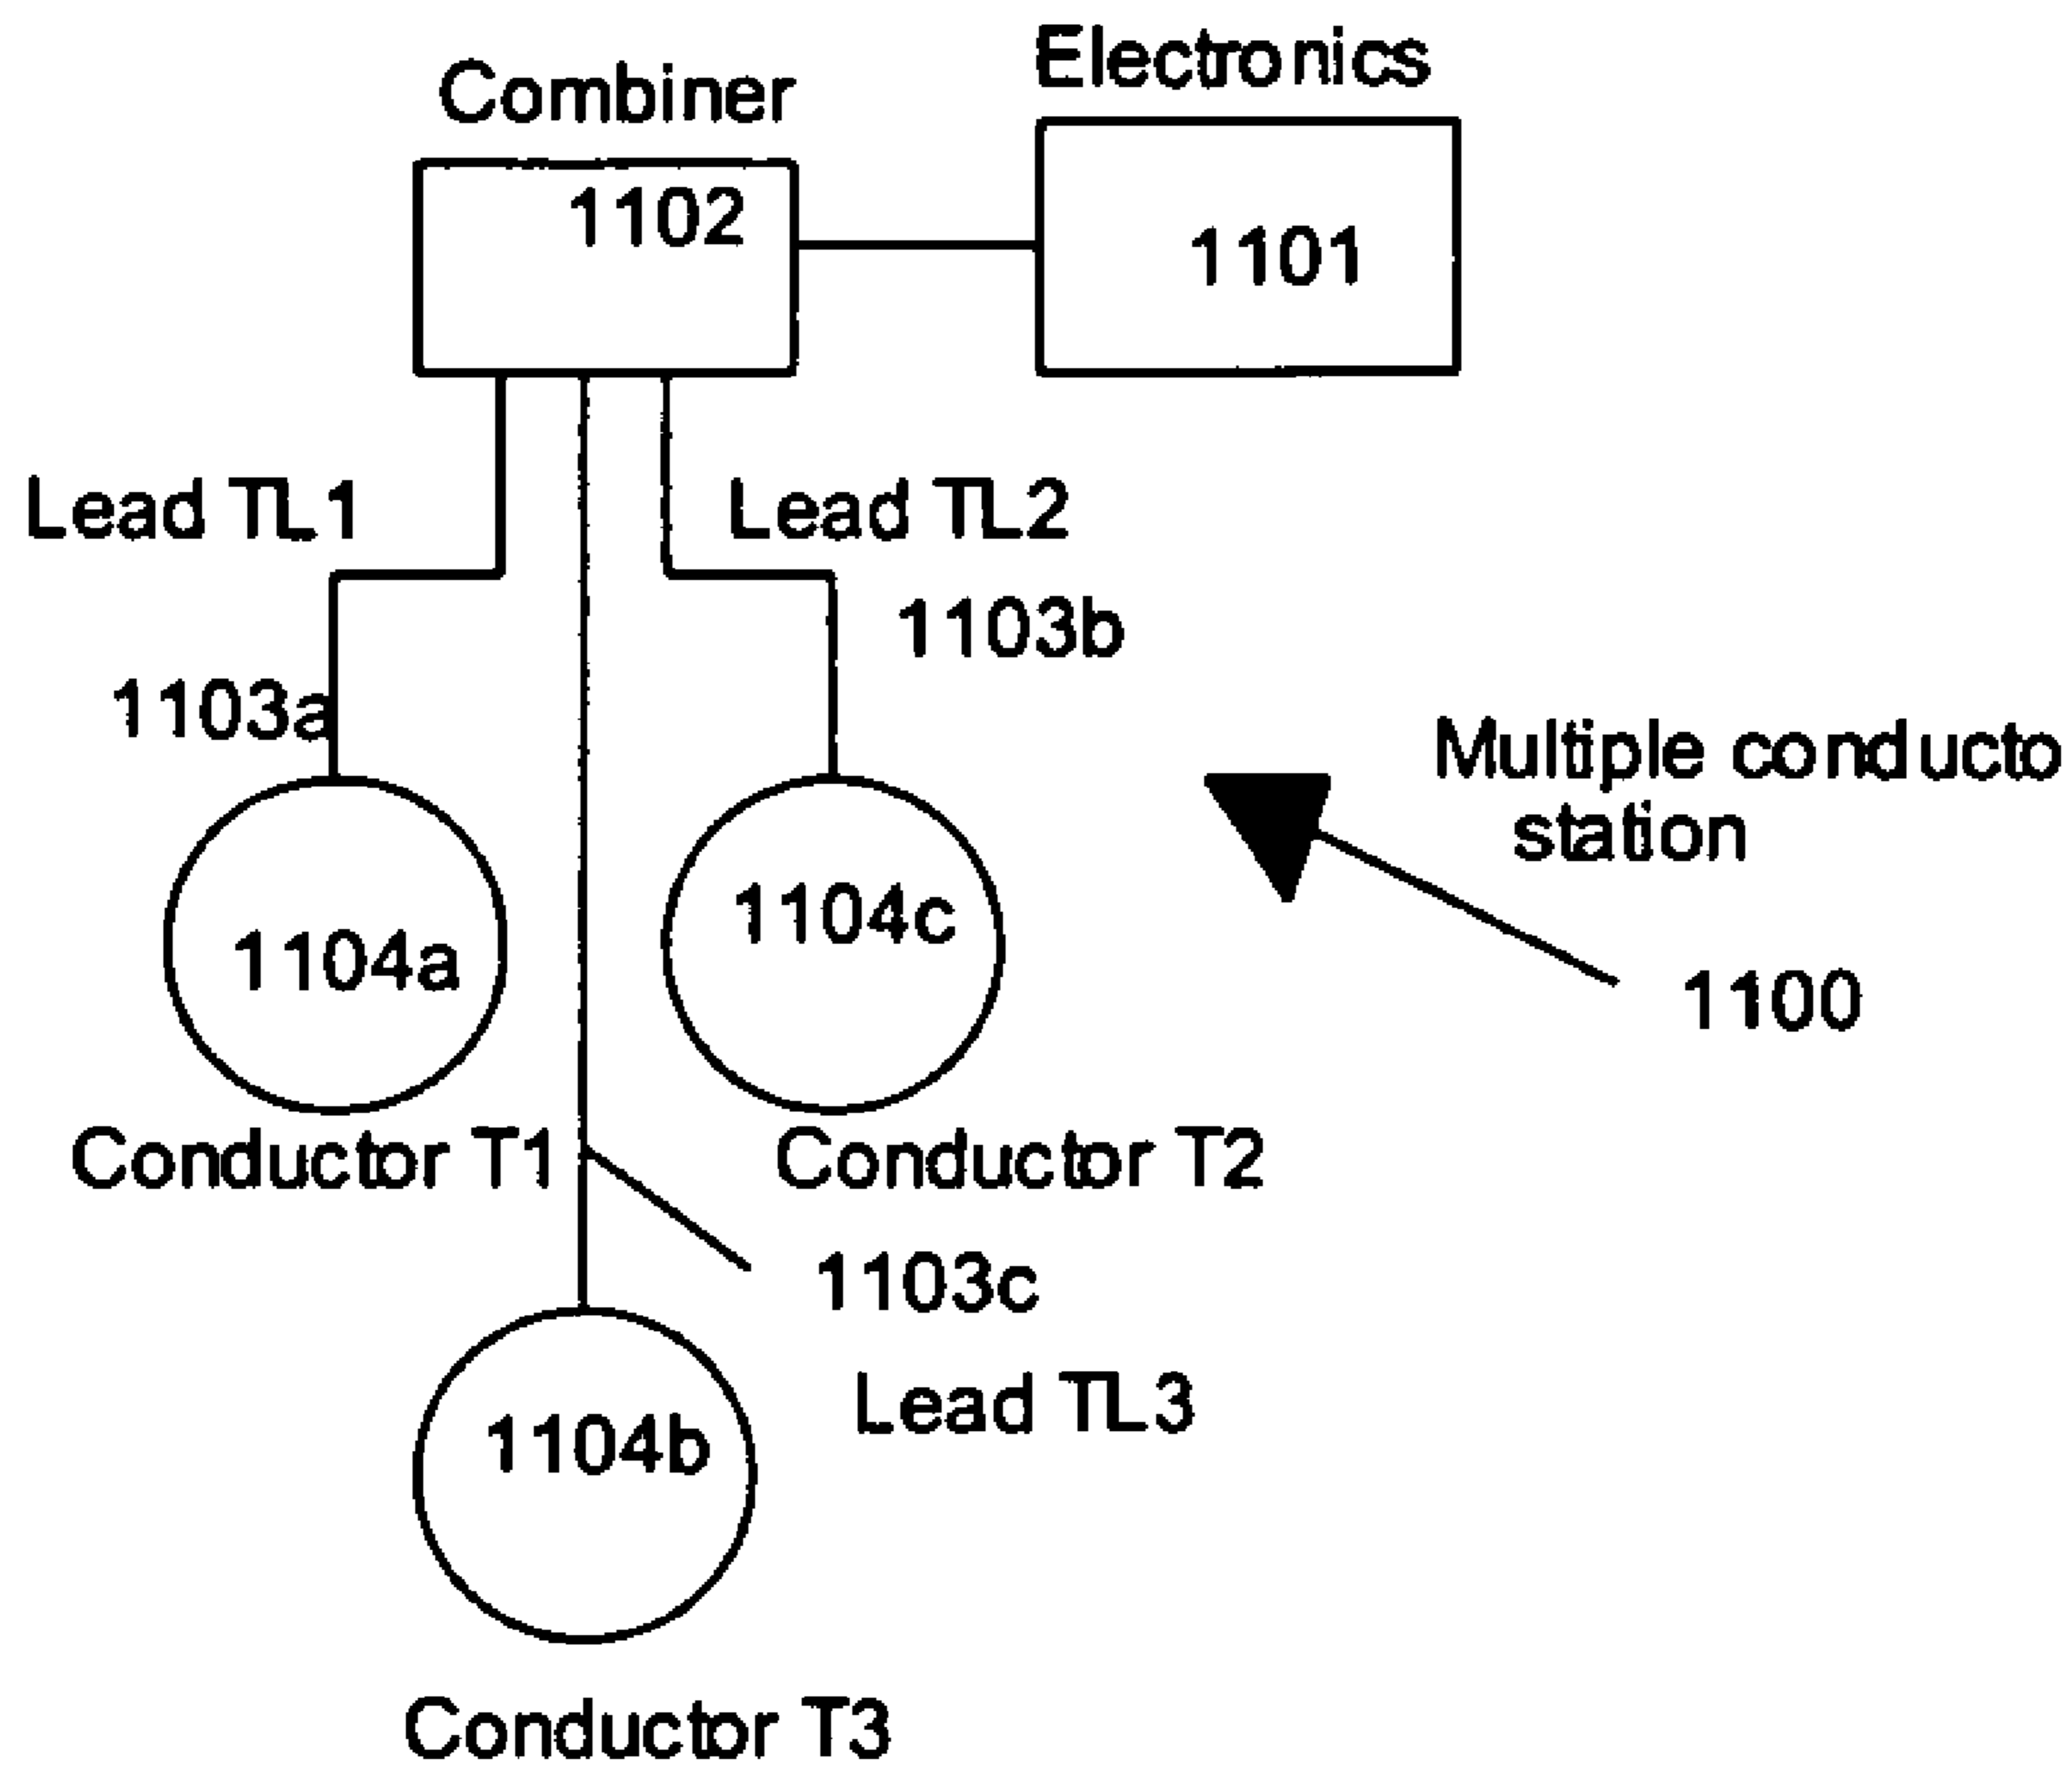 Electronics
Combiner
1102
1101
Lead TL1
Lead TL2
1103b
1103a
Multiple conducto
station
1104c
1104a
1100
Conductor T1
Conductor T2
1103c
Lead TL3
1104b
Conductor T3